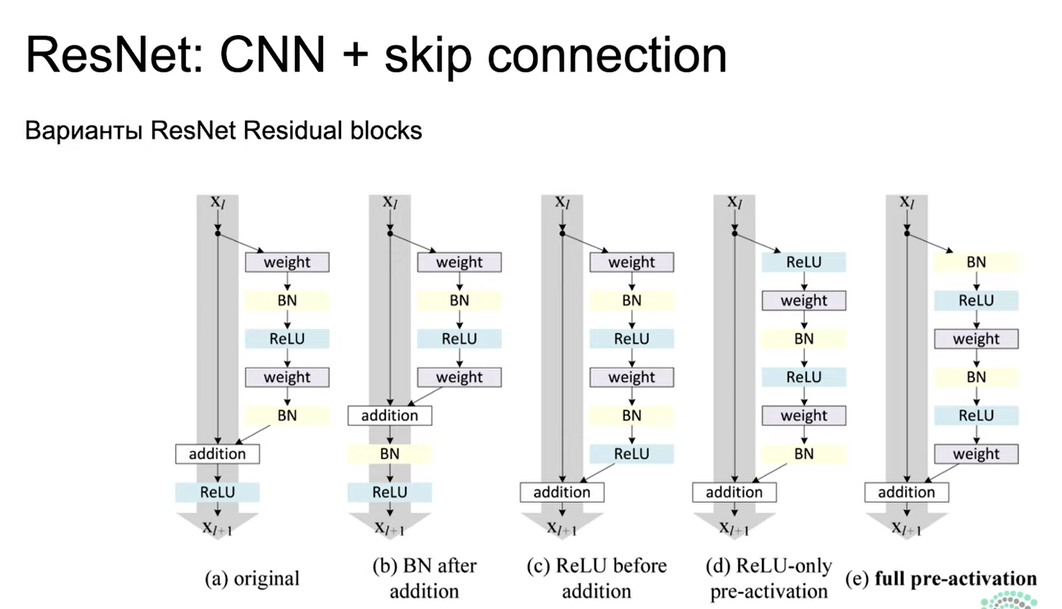 ResNet: CNN + skip connection
Варианты ResNet Residual blocks
xl
weight
BN
ReLU
weight
BN
addition
ReLU
xl+1
(a) original
xl
weight
BN
ReLU
weight
addition
BN
ReLU
xl+1
(b) BN after
addition
xl
weight
BN
ReLU
weight
BN
ReLU
addition
xl+1
(c) ReLU before
addition
xl
ReLU
weight
BN
ReLU
weight
BN
addition
xl+1
(d) ReLU-only
pre-activation
xl
BN
ReLU
weight
BN
ReLU
weight
addition
xl+1
(e) full pre-activation